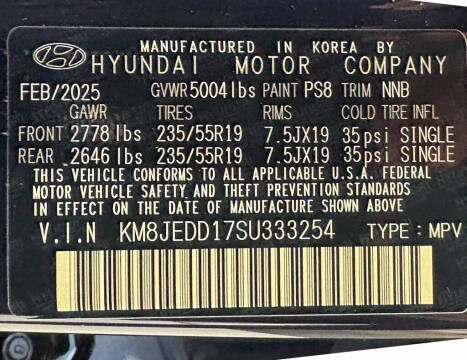 MANUFACTURED IN KOREA BY
HYUNDAI MOTOR COMPANY
FEB/2025 GVWR 5004lbs PAINT PS8 TRIM NNB
GAWR TIRES RIMS COLD TIRE INFL
FRONT 2778 lbs 235/55R19 7.5JX19 35psi SINGLE
REAR 2646 lbs 235/55R19 7.5JX19 35psi SINGLE
THIS VEHICLE CONFORMS TO ALL APPLICABLE U.S.A. FEDERAL
MOTOR VEHICLE SAFETY AND THEFT PREVENTION STANDARDS
IN EFFECT ON THE DATE OF MANUFACTURE SHOWN ABOVE
V.I.N KM8JEDD17SU333254 TYPE : MPV